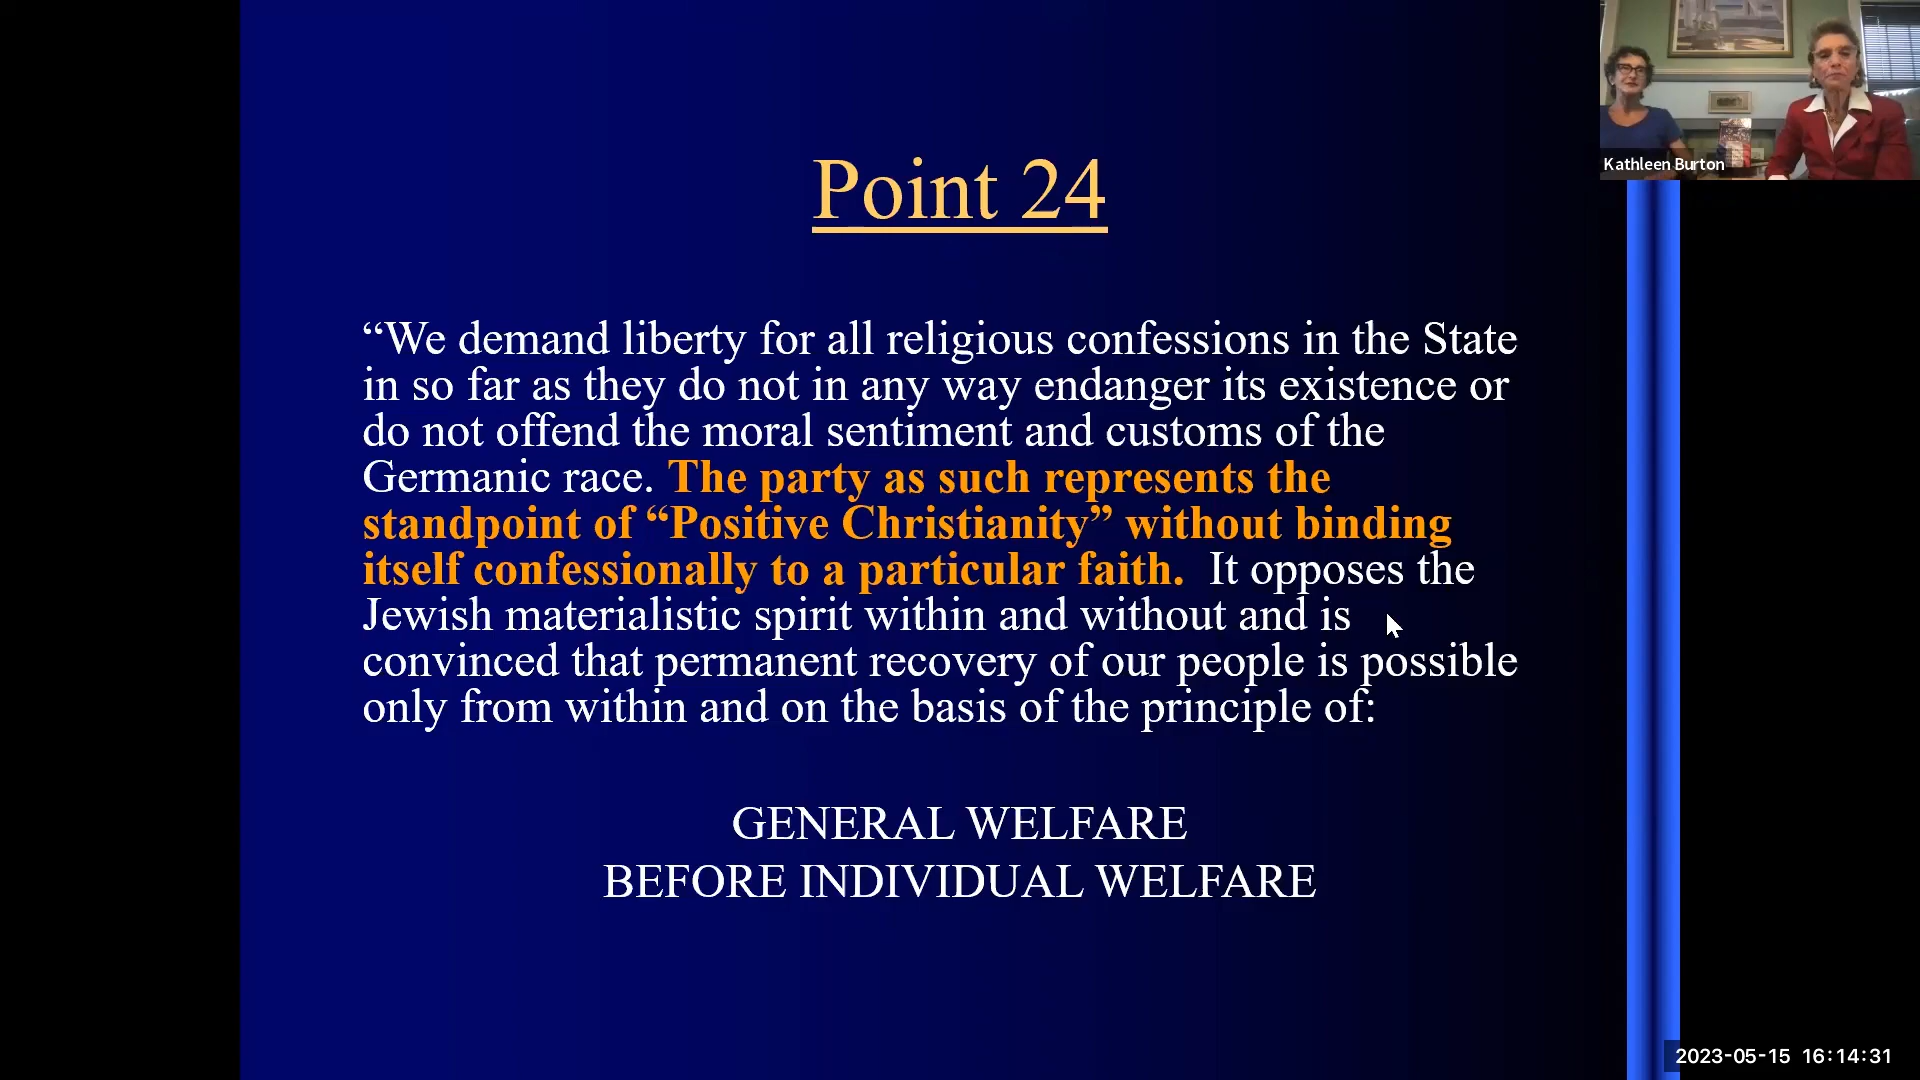 Point 24
“We demand liberty for all religious confessions in the State
in so far as they do not in any way endanger its existence or
do not offend the moral sentiment and customs of the
Germanic race. The party as such represents the
standpoint of “Positive Christianity” without binding
itself confessionally to a particular faith.  It opposes the
Jewish materialistic spirit within and without and is
convinced that permanent recovery of our people is possible
only from within and on the basis of the principle of:
GENERAL WELFARE
BEFORE INDIVIDUAL WELFARE
Kathleen Burton
2023-05-15 16:14:31